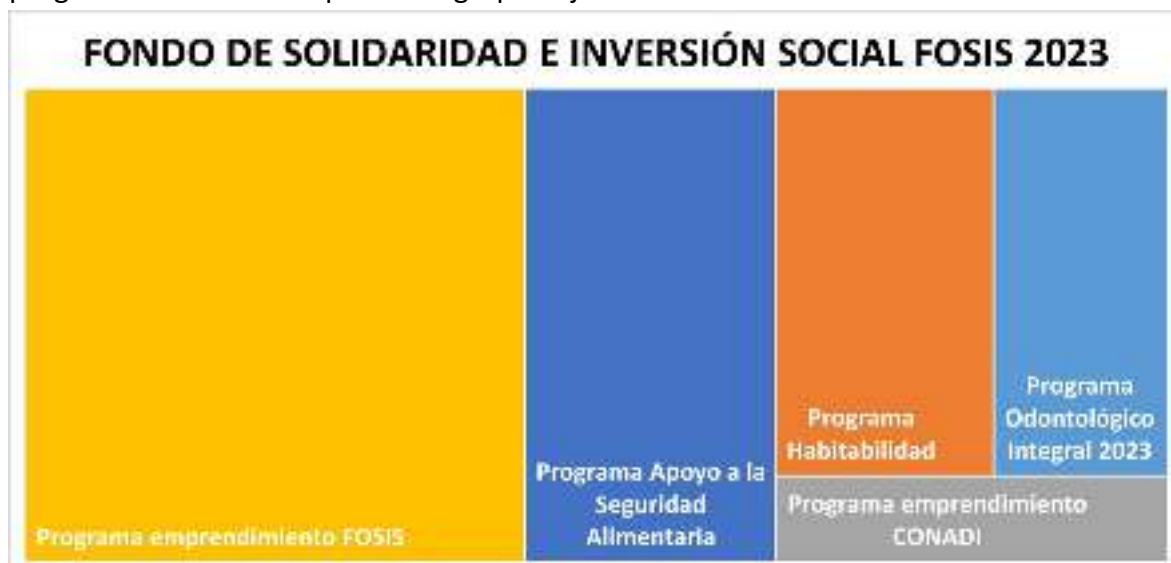 FONDO DE SOLIDARIDAD E INVERSIÓN SOCIAL FOSIS 2023
Programa emprendimiento FOSIS
Programa Apoyo a la
Seguridad
Alimentaria
Programa
Habitabilidad
Programa
Odontológico
Integral 2023
Programa emprendimiento
CONADI